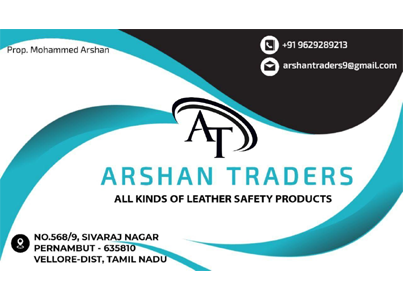 Prop. Mohammed Arshan
+91 9629289213
arshantraders9@gmail.com
AT
ARSHAN TRADERS
ALL KINDS OF LEATHER SAFETY PRODUCTS
NO.568/9, SIVARAJ NAGAR
PERNAMBUT - 635810
VELLORE-DIST, TAMIL NADU